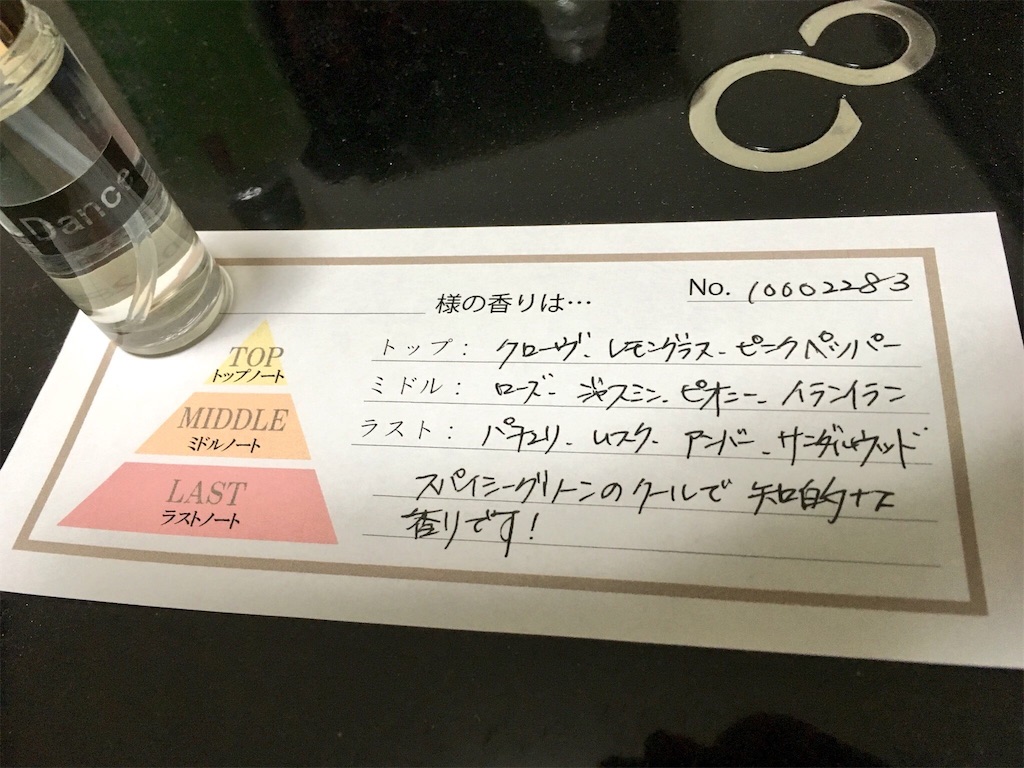 Dance
No. 10002283
様の香りは…
TOP
トップノート
MIDDLE
ミドルノート
LAST
ラストノート
トップ： クローヴ、レモングラス、ピンクペッパー
ミドル： ローズ、ジャスミン、ピオニー、イランイラン
ラスト： パチュリ、ムスク、アンバー、サンダルウッド
スパイシーグリーンのクールで 知的な
香りです！